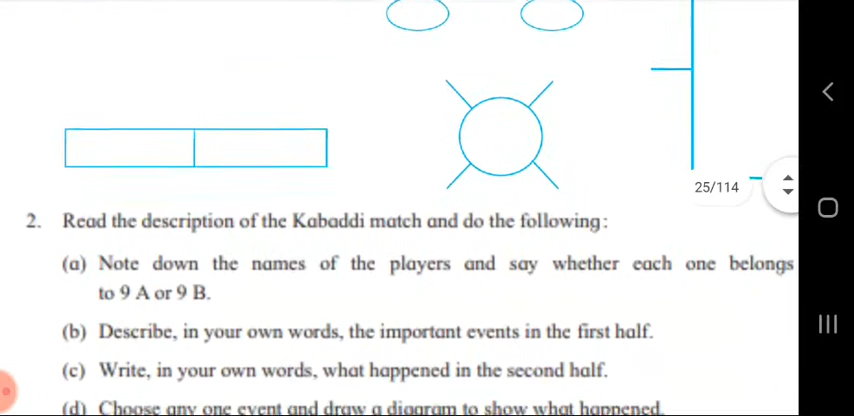 25/114
2. Read the description of the Kabaddi match and do the following:
(a) Note down the names of the players and say whether each one belongs
to 9 A or 9 B.
(b) Describe, in your own words, the important events in the first half.
(c) Write, in your own words, what happened in the second half.
(d) Choose any one event and draw a diagram to show what happened.